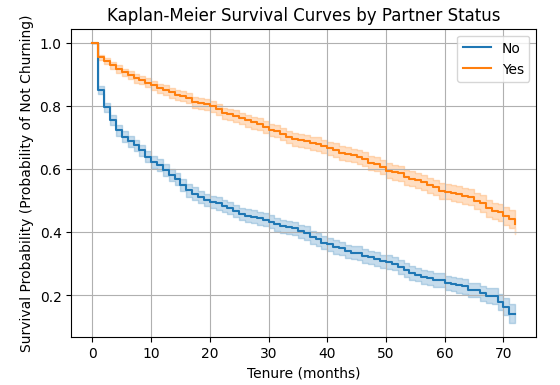 Kaplan-Meier Survival Curves by Partner Status
Survival Probability (Probability of Not Churning)
1.0
0.8
0.6
0.4
0.2
No
Yes
0 10 20 30 40 50 60 70
Tenure (months)